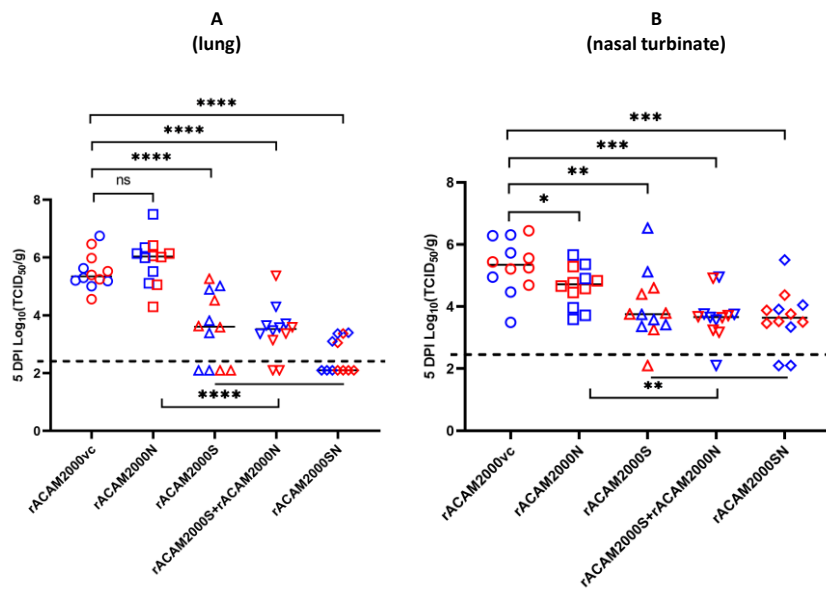 A
(lung)
****
****
****
ns
8
6
4
2
0
5 DPI Log10(TCID50/g)
****
rACAM2000vc
rACAM2000N
rACAM2000S
rACAM2000S+rACAM2000N
rACAM2000SN
B
(nasal turbinate)
***
***
**
*
8
6
4
2
0
5 DPI Log10(TCID50/g)
**
rACAM2000vc
rACAM2000N
rACAM2000S
rACAM2000S+rACAM2000N
rACAM2000SN